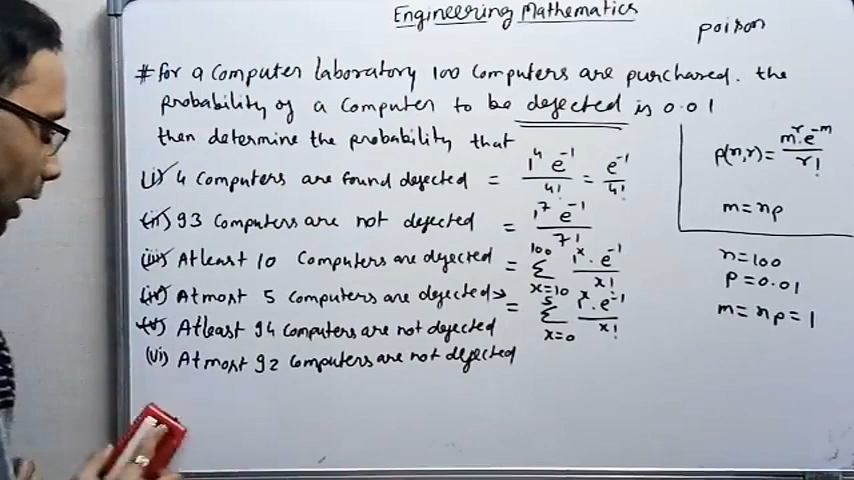 Engineering Mathematics
poison
# for a Computer laboratory 100 Computers are purchased. the
probability of a Computer to be defected is 0.01
then determine the probability that
(i) 4 Computers are found defected = 1^4 e^-1 / 4! = e^-1 / 4!
(ii) 93 Computers are not defected = 1^7 e^-1 / 7!
(iii) Atleast 10 Computers are defected = 100 Σ x=10 1^x . e^-1 / x!
(iv) Atmost 5 Computers are defected → = 5 Σ x=0 1^x . e^-1 / x!
(v) Atleast 94 Computers are not defected
(vi) Atmost 92 Computers are not defected
p(n,r) = m^r . e^-m / r!
m = np
n = 100
p = 0.01
m = np = 1